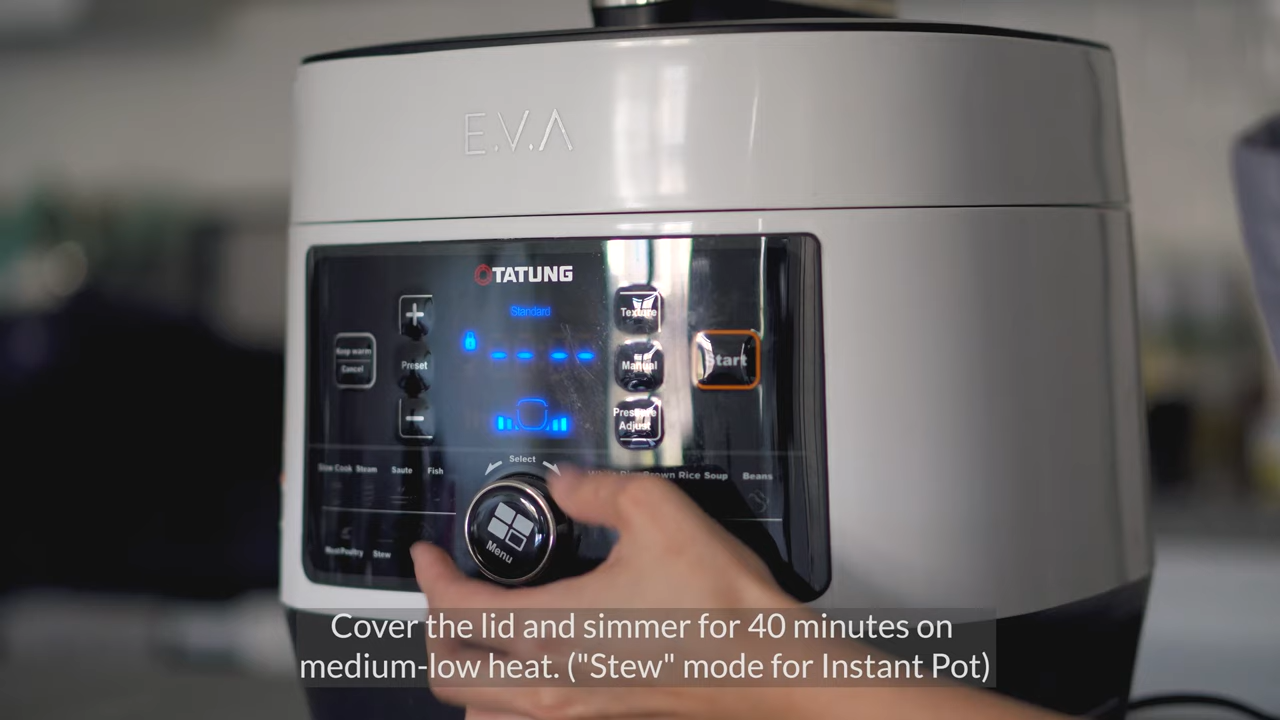 E.V.A
TATUNG
+
Standard
Texture
Keep warm
Cancel
Preset
Manual
Start
-
Pressure
Adjust
Select
Slow Cook Steam Saute Fish
White Rice Brown Rice Soup Beans
Meat/Poultry Stew
Menu
Cover the lid and simmer for 40 minutes on
medium-low heat. ("Stew" mode for Instant Pot)